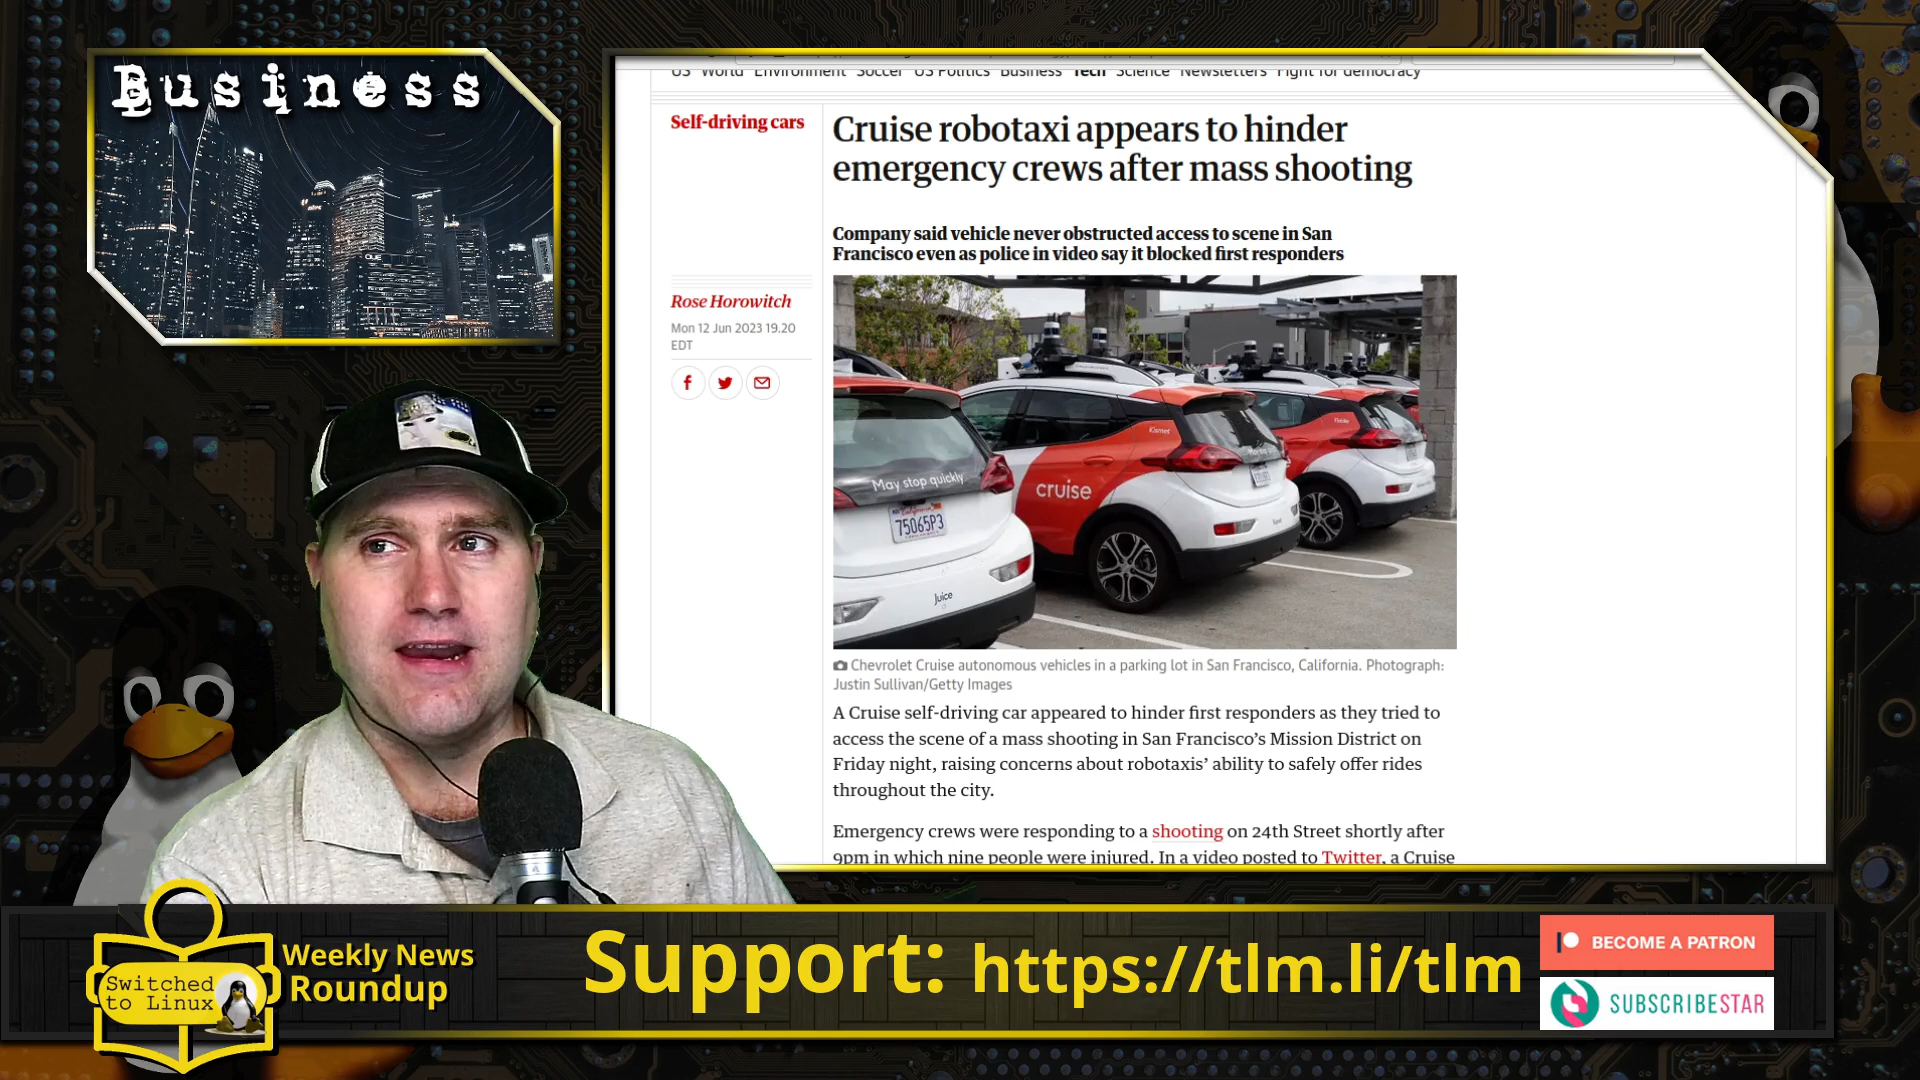 Business
OUE
US World Environment Soccer US Politics Business Tech Science Newsletters Fight for democracy
Self-driving cars
Cruise robotaxi appears to hinder
emergency crews after mass shooting
Company said vehicle never obstructed access to scene in San
Francisco even as police in video say it blocked first responders
Rose Horowitch
Mon 12 Jun 2023 19.20
EDT
May stop quickly
California
75065P3
Juice
cruise
Kismet
Chevrolet Cruise autonomous vehicles in a parking lot in San Francisco, California. Photograph:
Justin Sullivan/Getty Images
A Cruise self-driving car appeared to hinder first responders as they tried to
access the scene of a mass shooting in San Francisco’s Mission District on
Friday night, raising concerns about robotaxis’ ability to safely offer rides
throughout the city.
Emergency crews were responding to a shooting on 24th Street shortly after
9pm in which nine people were injured. In a video posted to Twitter, a Cruise
Switched
to Linux
Weekly News
Roundup
Support: https://tlm.li/tlm
BECOME A PATRON
SUBSCRIBESTAR